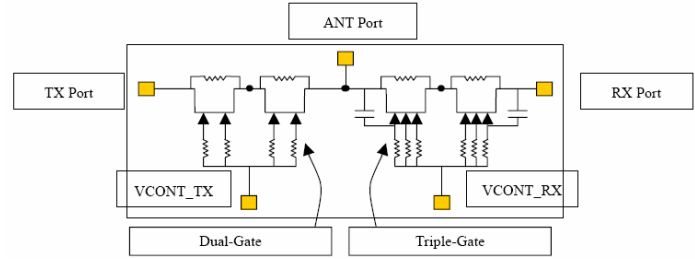 ANT Port
TX Port
RX Port
VCONT_TX
VCONT_RX
Dual-Gate
Triple-Gate